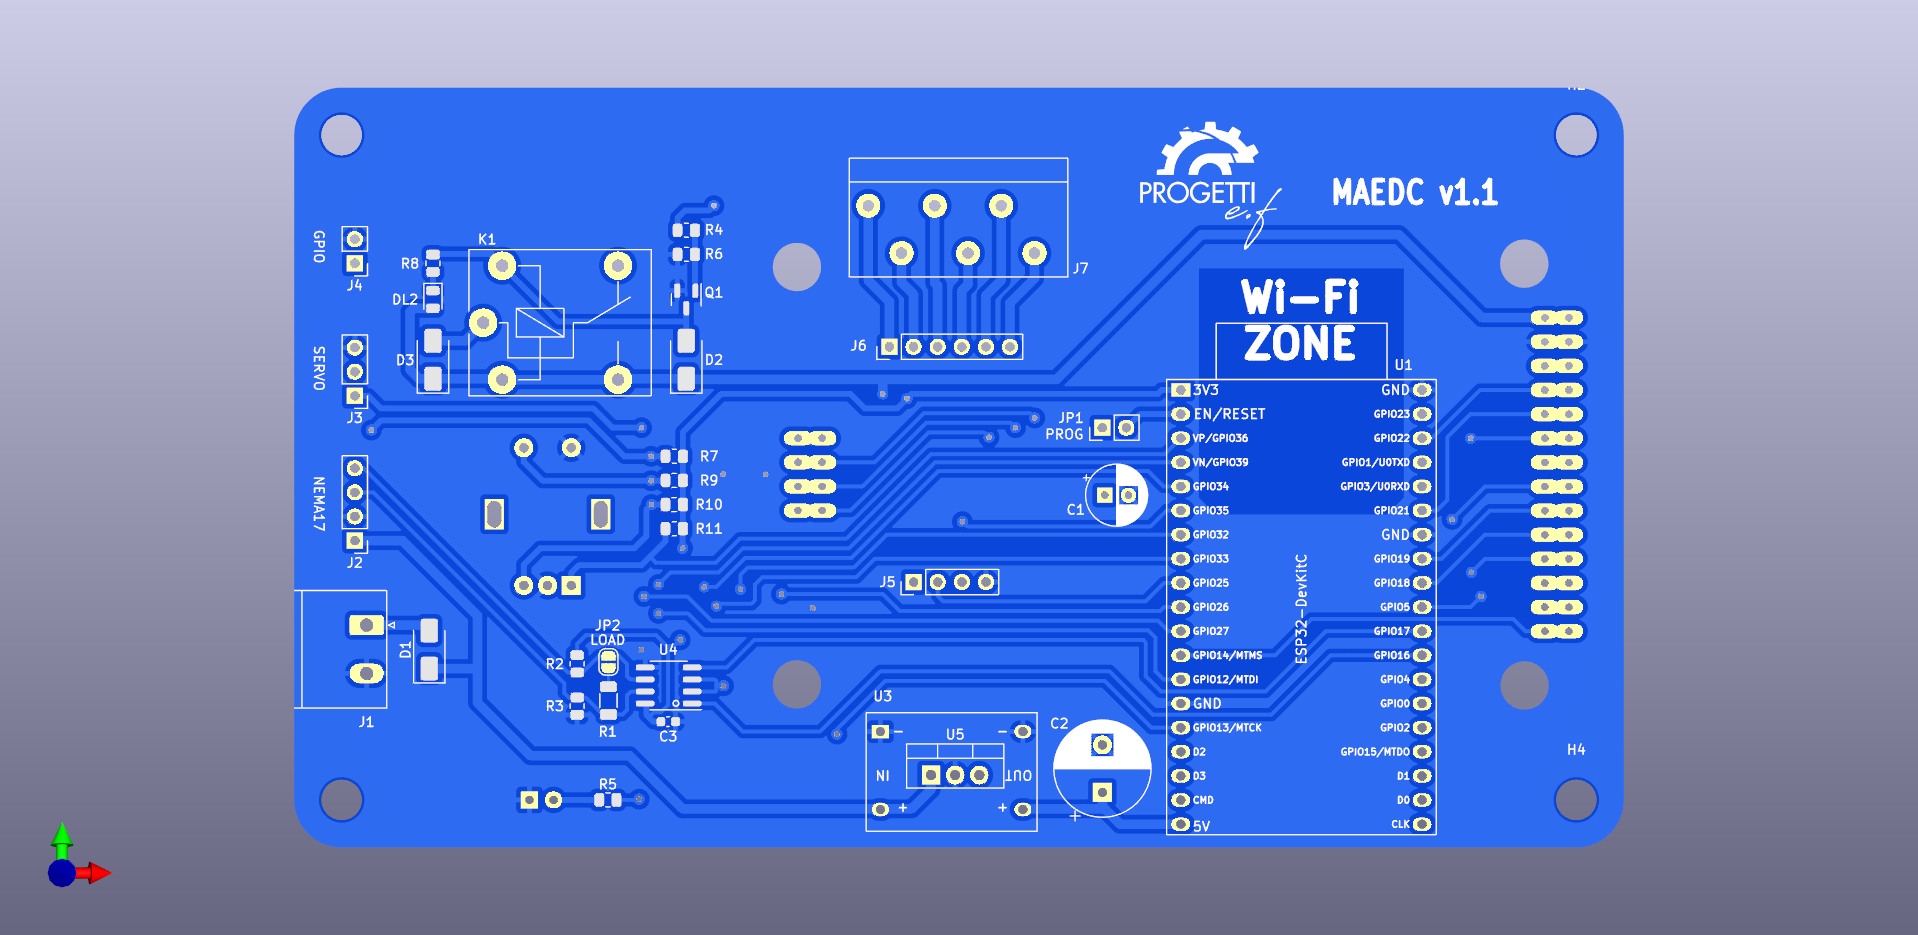 PROGETTI
e.f
MAEDC v1.1
GPIO
J4
R8
DL2
K1
R4
R6
Q1
D3
D2
SERVO
J3
J7
J6
Wi-Fi
ZONE
U1
JP1
PROG
C1
R7
R9
R10
R11
NEMA17
J2
J5
J1
D1
JP2
LOAD
U4
R2
R3
R1
C3
R5
U3
U5
IN
OUT
- -
+ +
C2
+
+
H4
ESP32-DevKitC
3V3
EN/RESET
VP/GPIO36
VN/GPIO39
GPIO34
GPIO35
GPIO32
GPIO33
GPIO25
GPIO26
GPIO27
GPIO14/MTMS
GPIO12/MTDI
GND
GPIO13/MTCK
D2
D3
CMD
5V
GND
GPIO23
GPIO22
GPIO1/U0TXD
GPIO3/U0RXD
GPIO21
GND
GPIO19
GPIO18
GPIO5
GPIO17
GPIO16
GPIO4
GPIO0
GPIO2
GPIO15/MTDO
D1
D0
CLK